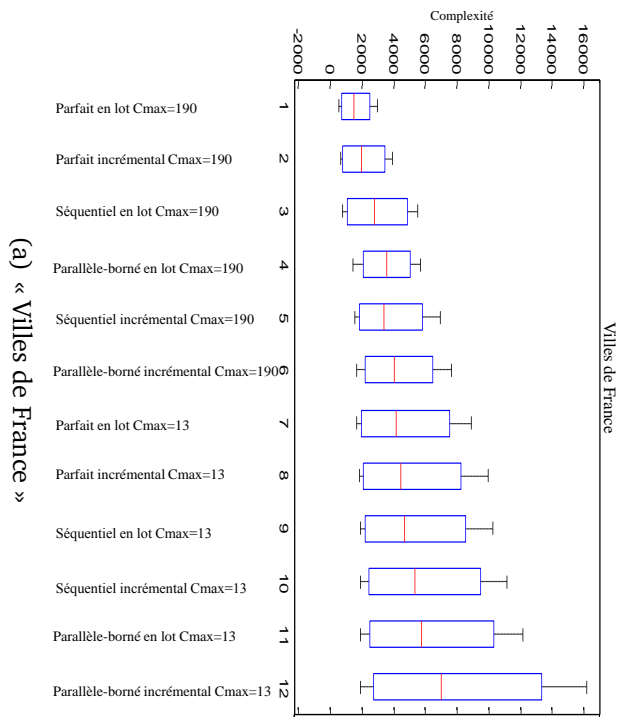 Complexité
-2000 0 2000 4000 6000 8000 10000 12000 14000 16000
Villes de France
Parfait en lot Cmax=190 1
Parfait incrémental Cmax=190 2
Séquentiel en lot Cmax=190 3
Parallèle-borné en lot Cmax=190 4
Séquentiel incrémental Cmax=190 5
Parallèle-borné incrémental Cmax=190 6
Parfait en lot Cmax=13 7
Parfait incrémental Cmax=13 8
Séquentiel en lot Cmax=13 9
Séquentiel incrémental Cmax=13 10
Parallèle-borné en lot Cmax=13 11
Parallèle-borné incrémental Cmax=13 12
(a) « Villes de France »